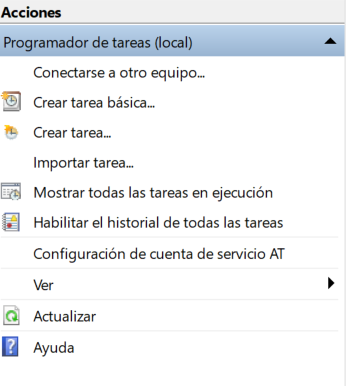 Acciones
Programador de tareas (local)
Conectarse a otro equipo...
Crear tarea básica...
Crear tarea...
Importar tarea...
Mostrar todas las tareas en ejecución
Habilitar el historial de todas las tareas
Configuración de cuenta de servicio AT
Ver
Actualizar
Ayuda